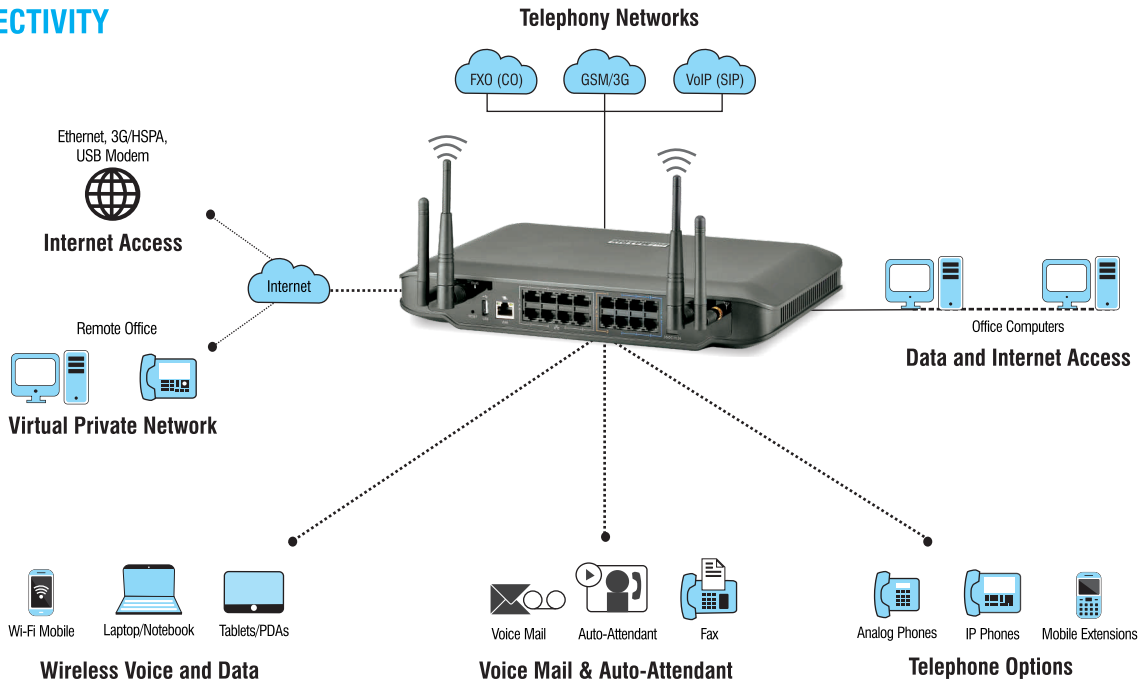 ECTIVITY
Telephony Networks
FXO (CO)
GSM/3G
VoIP (SIP)
Ethernet, 3G/HSPA,
USB Modem
Internet Access
Internet
Remote Office
Virtual Private Network
Office Computers
Data and Internet Access
Wi-Fi Mobile
Laptop/Notebook
Tablets/PDAs
Wireless Voice and Data
Voice Mail
Auto-Attendant
Fax
Voice Mail & Auto-Attendant
Analog Phones
IP Phones
Mobile Extensions
Telephone Options